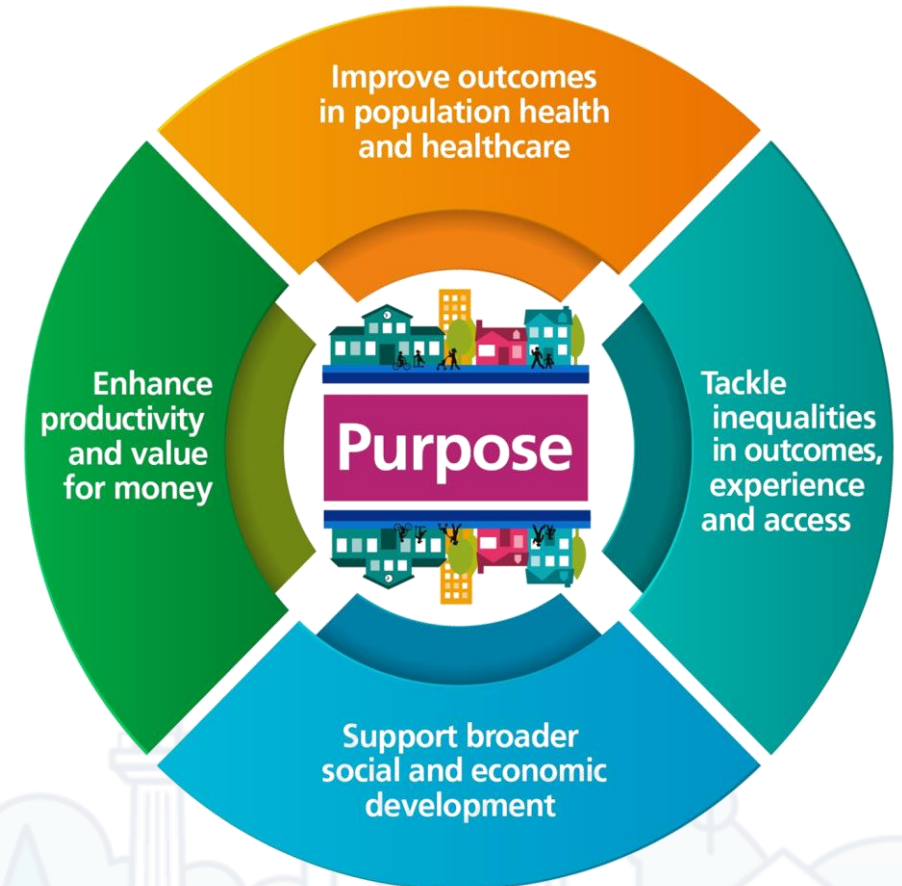 Improve outcomes
in population health
and healthcare
Enhance
productivity
and value
for money
Purpose
Tackle
inequalities
in outcomes,
experience
and access
Support broader
social and economic
development